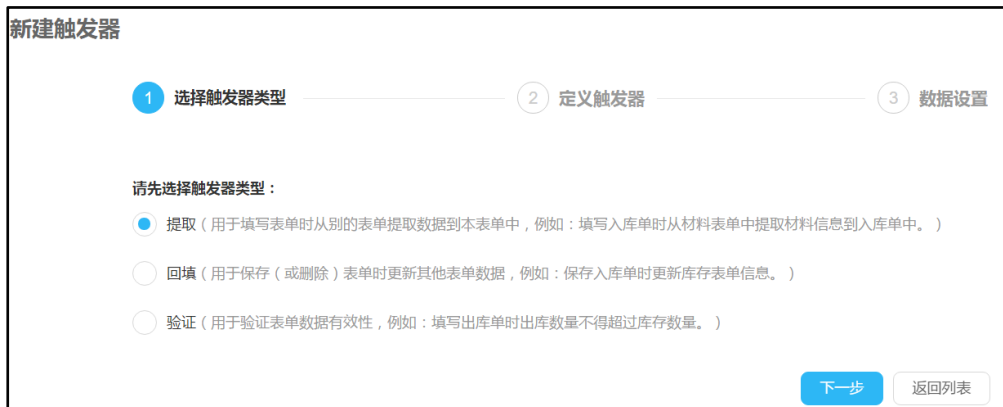 新建触发器
1 选择触发器类型 2 定义触发器 3 数据设置
请先选择触发器类型：
提取（用于填写表单时从别的表单提取数据到本表单中，例如：填写入库单时从材料表单中提取材料信息到入库单中。）
回填（用于保存（或删除）表单时更新其他表单数据，例如：保存入库单时更新库存表单信息。）
验证（用于验证表单数据有效性，例如：填写出库单时出库数量不得超过库存数量。）
下一步 返回列表